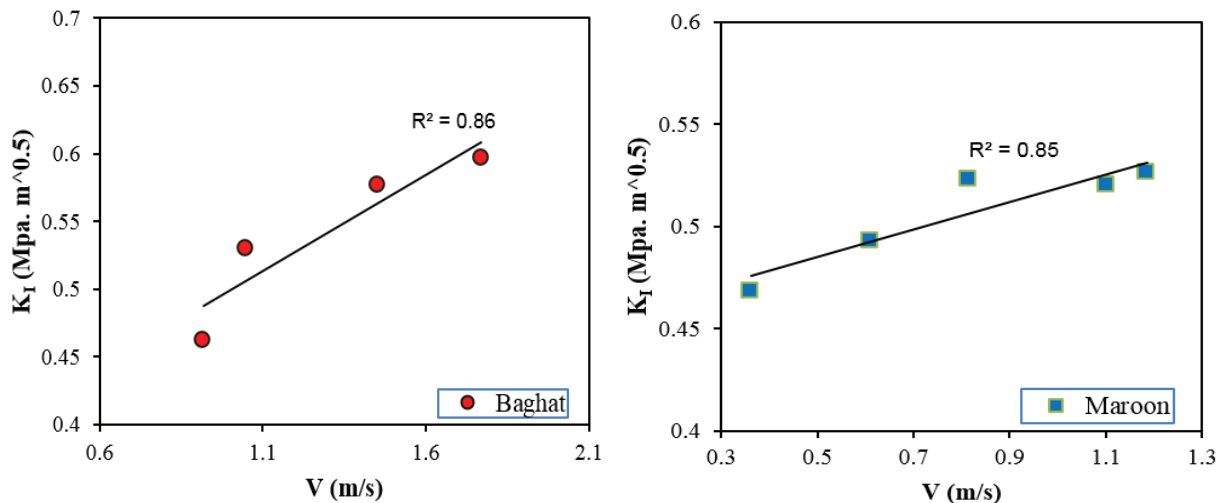 0.7
0.65
0.6
0.55
0.5
0.45
0.4
K_I (Mpa. m^0.5)
R² = 0.86
Baghat
0.6 1.1 1.6 2.1
V (m/s)
0.6
0.55
0.5
0.45
0.4
K_I (Mpa. m^0.5)
R² = 0.85
Maroon
0.3 0.5 0.7 0.9 1.1 1.3
V (m/s)